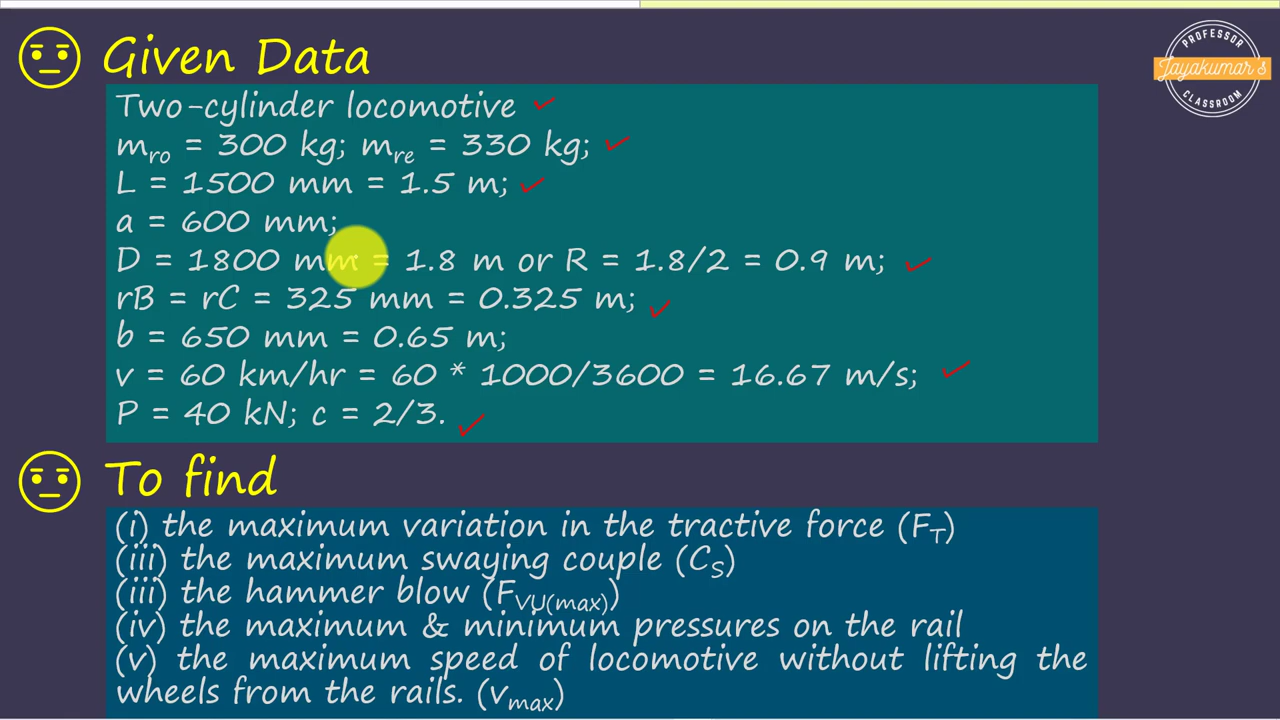 Given Data
PROFESSOR
Jayakumar's
CLASSROOM
Two-cylinder locomotive
mro = 300 kg; mre = 330 kg;
L = 1500 mm = 1.5 m;
a = 600 mm;
D = 1800 mm = 1.8 m or R = 1.8/2 = 0.9 m;
rB = rC = 325 mm = 0.325 m;
b = 650 mm = 0.65 m;
v = 60 km/hr = 60 * 1000/3600 = 16.67 m/s;
P = 40 kN; c = 2/3.
To find
(i) the maximum variation in the tractive force (FT)
(iii) the maximum swaying couple (CS)
(iii) the hammer blow (FVU(max))
(iv) the maximum & minimum pressures on the rail
(v) the maximum speed of locomotive without lifting the
wheels from the rails. (vmax)